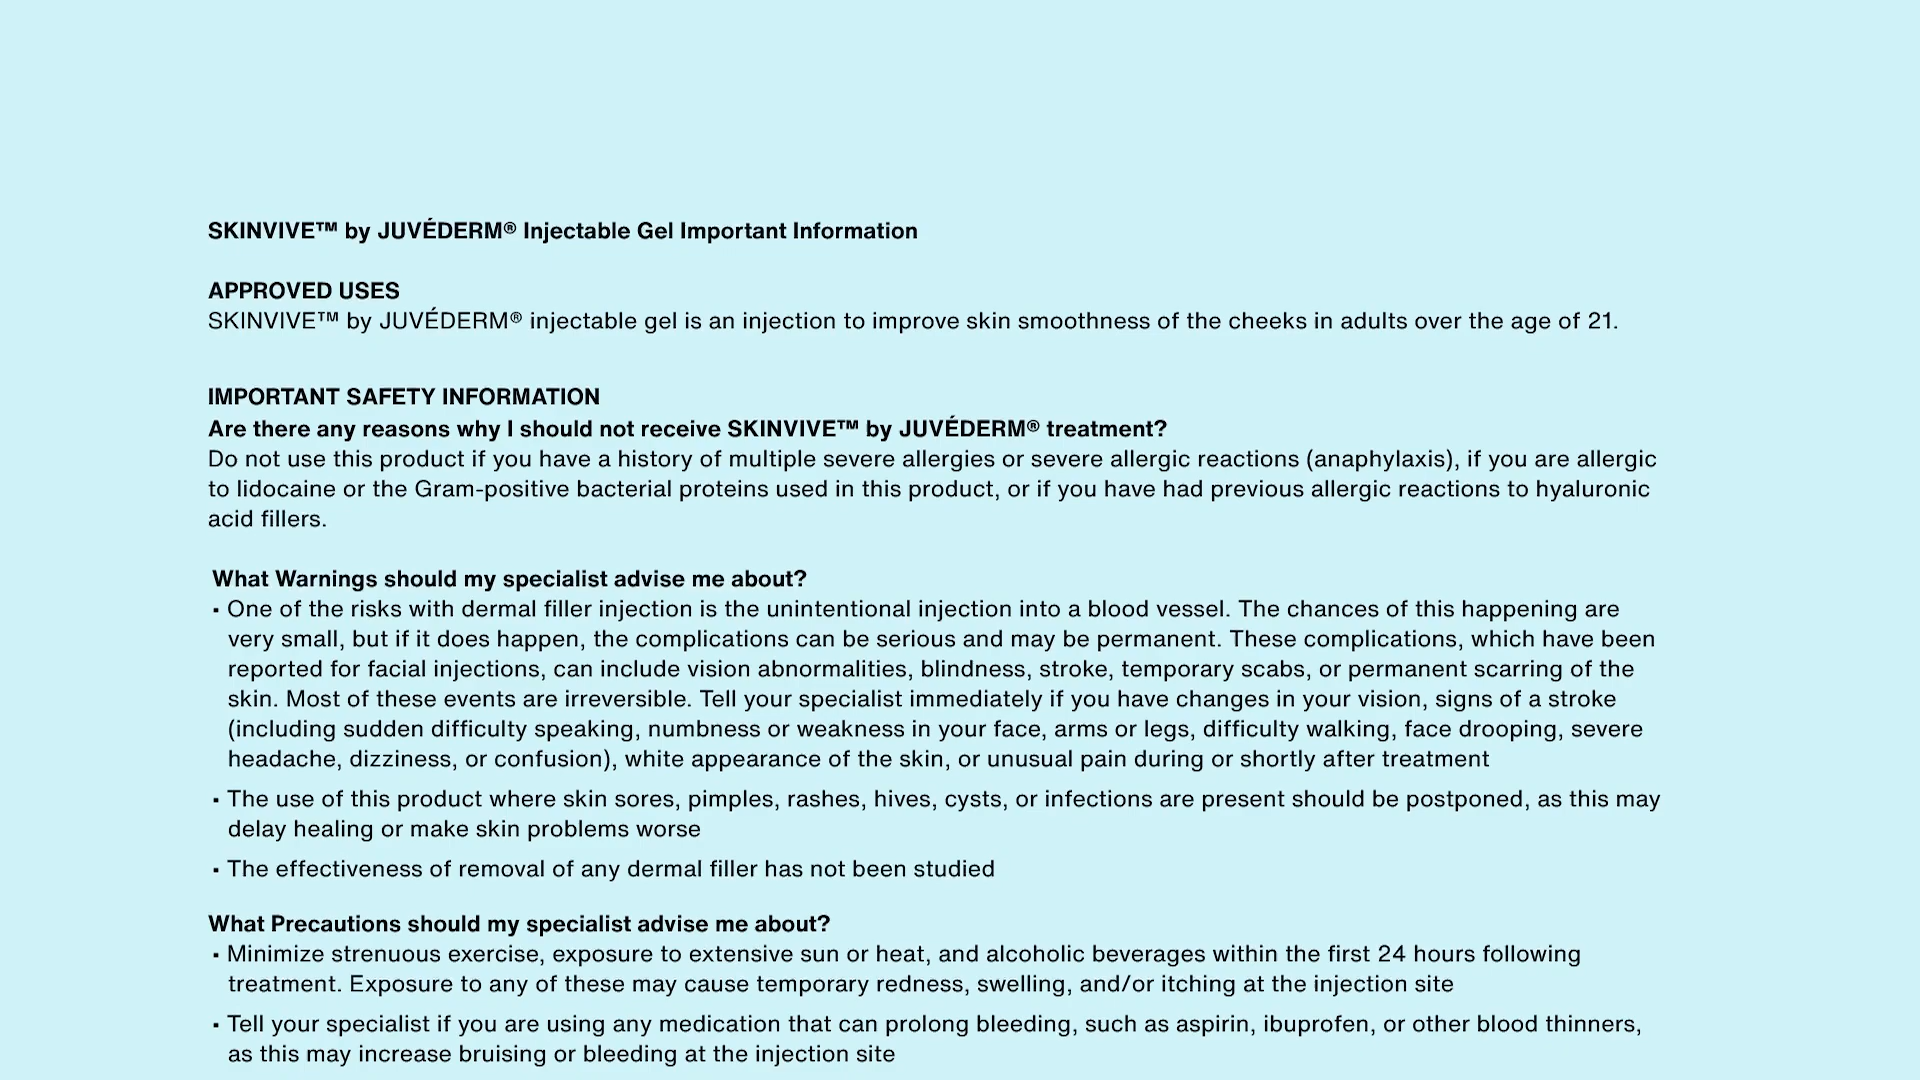 SKINVIVE™ by JUVÉDERM® Injectable Gel Important Information
APPROVED USES
SKINVIVE™ by JUVÉDERM® injectable gel is an injection to improve skin smoothness of the cheeks in adults over the age of 21.
IMPORTANT SAFETY INFORMATION
Are there any reasons why I should not receive SKINVIVE™ by JUVÉDERM® treatment?
Do not use this product if you have a history of multiple severe allergies or severe allergic reactions (anaphylaxis), if you are allergic
to lidocaine or the Gram-positive bacterial proteins used in this product, or if you have had previous allergic reactions to hyaluronic
acid fillers.
What Warnings should my specialist advise me about?
▪ One of the risks with dermal filler injection is the unintentional injection into a blood vessel. The chances of this happening are
very small, but if it does happen, the complications can be serious and may be permanent. These complications, which have been
reported for facial injections, can include vision abnormalities, blindness, stroke, temporary scabs, or permanent scarring of the
skin. Most of these events are irreversible. Tell your specialist immediately if you have changes in your vision, signs of a stroke
(including sudden difficulty speaking, numbness or weakness in your face, arms or legs, difficulty walking, face drooping, severe
headache, dizziness, or confusion), white appearance of the skin, or unusual pain during or shortly after treatment
▪ The use of this product where skin sores, pimples, rashes, hives, cysts, or infections are present should be postponed, as this may
delay healing or make skin problems worse
▪ The effectiveness of removal of any dermal filler has not been studied
What Precautions should my specialist advise me about?
▪ Minimize strenuous exercise, exposure to extensive sun or heat, and alcoholic beverages within the first 24 hours following
treatment. Exposure to any of these may cause temporary redness, swelling, and/or itching at the injection site
▪ Tell your specialist if you are using any medication that can prolong bleeding, such as aspirin, ibuprofen, or other blood thinners,
as this may increase bruising or bleeding at the injection site